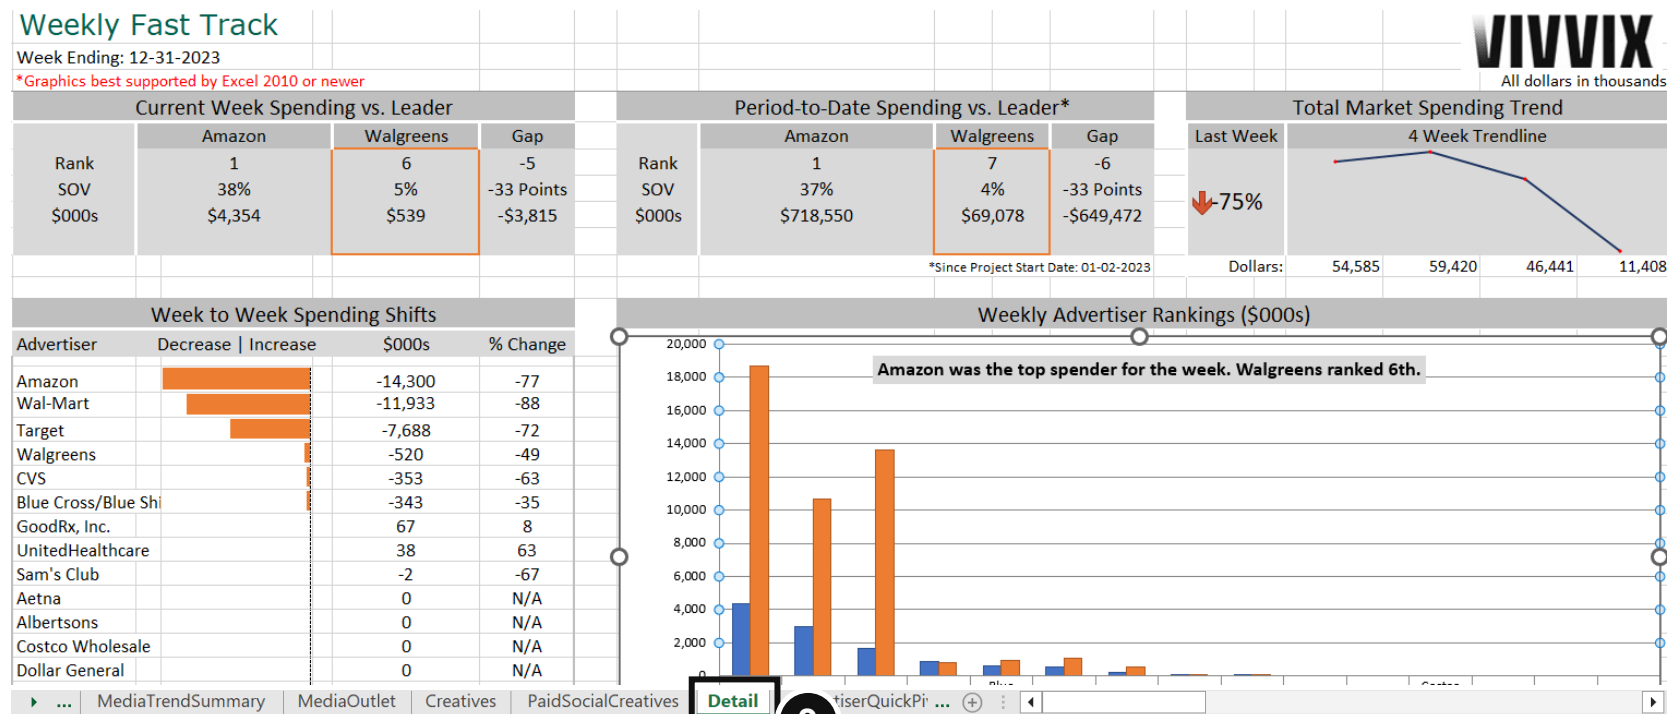 Weekly Fast Track
VIVVIX
Week Ending: 12-31-2023
*Graphics best supported by Excel 2010 or newer
All dollars in thousands
Current Week Spending vs. Leader
Amazon Walgreens Gap
Rank 1 6 -5
SOV 38% 5% -33 Points
$000s $4,354 $539 -$3,815
Period-to-Date Spending vs. Leader*
Amazon Walgreens Gap
Rank 1 7 -6
SOV 37% 4% -33 Points
$000s $718,550 $69,078 -$649,472
*Since Project Start Date: 01-02-2023
Total Market Spending Trend
Last Week 4 Week Trendline
-75%
Dollars: 54,585 59,420 46,441 11,408
Week to Week Spending Shifts
Advertiser Decrease | Increase $000s % Change
Amazon -14,300 -77
Wal-Mart -11,933 -88
Target -7,688 -72
Walgreens -520 -49
CVS -353 -63
Blue Cross/Blue Shi -343 -35
GoodRx, Inc. 67 8
UnitedHealthcare 38 63
Sam's Club -2 -67
Aetna 0 N/A
Albertsons 0 N/A
Costco Wholesale 0 N/A
Dollar General 0 N/A
Weekly Advertiser Rankings ($000s)
Amazon was the top spender for the week. Walgreens ranked 6th.
20,000
18,000
16,000
14,000
12,000
10,000
8,000
6,000
4,000
2,000
0
Blue Costco
... MediaTrendSummary MediaOutlet Creatives PaidSocialCreatives Detail tiserQuickPi ...